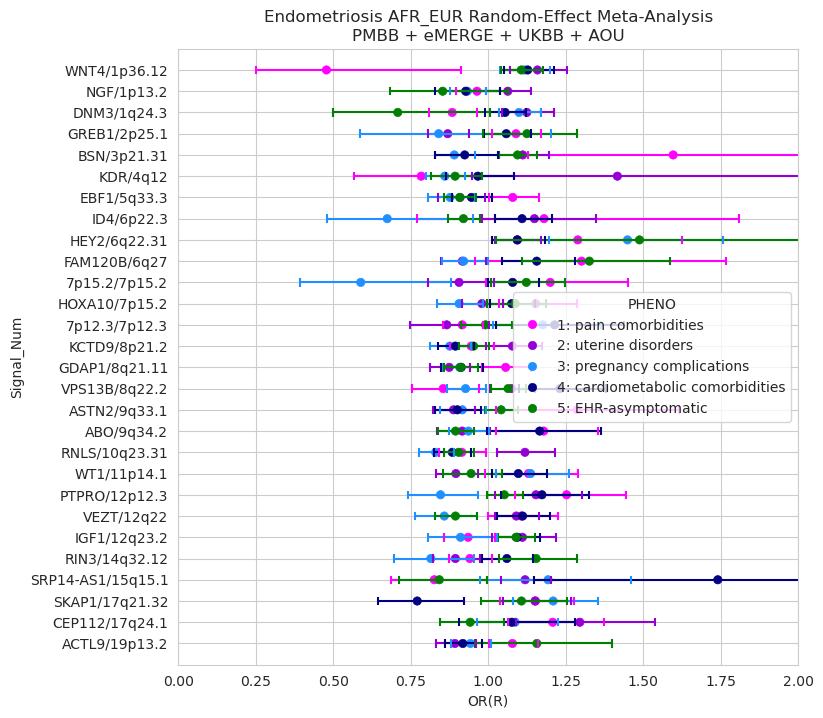 Endometriosis AFR_EUR Random-Effect Meta-Analysis
PMBB + eMERGE + UKBB + AOU
Signal_Num
WNT4/1p36.12
NGF/1p13.2
DNM3/1q24.3
GREB1/2p25.1
BSN/3p21.31
KDR/4q12
EBF1/5q33.3
ID4/6p22.3
HEY2/6q22.31
FAM120B/6q27
7p15.2/7p15.2
HOXA10/7p15.2
7p12.3/7p12.3
KCTD9/8p21.2
GDAP1/8q21.11
VPS13B/8q22.2
ASTN2/9q33.1
ABO/9q34.2
RNLS/10q23.31
WT1/11p14.1
PTPRO/12p12.3
VEZT/12q22
IGF1/12q23.2
RIN3/14q32.12
SRP14-AS1/15q15.1
SKAP1/17q21.32
CEP112/17q24.1
ACTL9/19p13.2
PHENO
1: pain comorbidities
2: uterine disorders
3: pregnancy complications
4: cardiometabolic comorbidities
5: EHR-asymptomatic
0.00 0.25 0.50 0.75 1.00 1.25 1.50 1.75 2.00
OR(R)